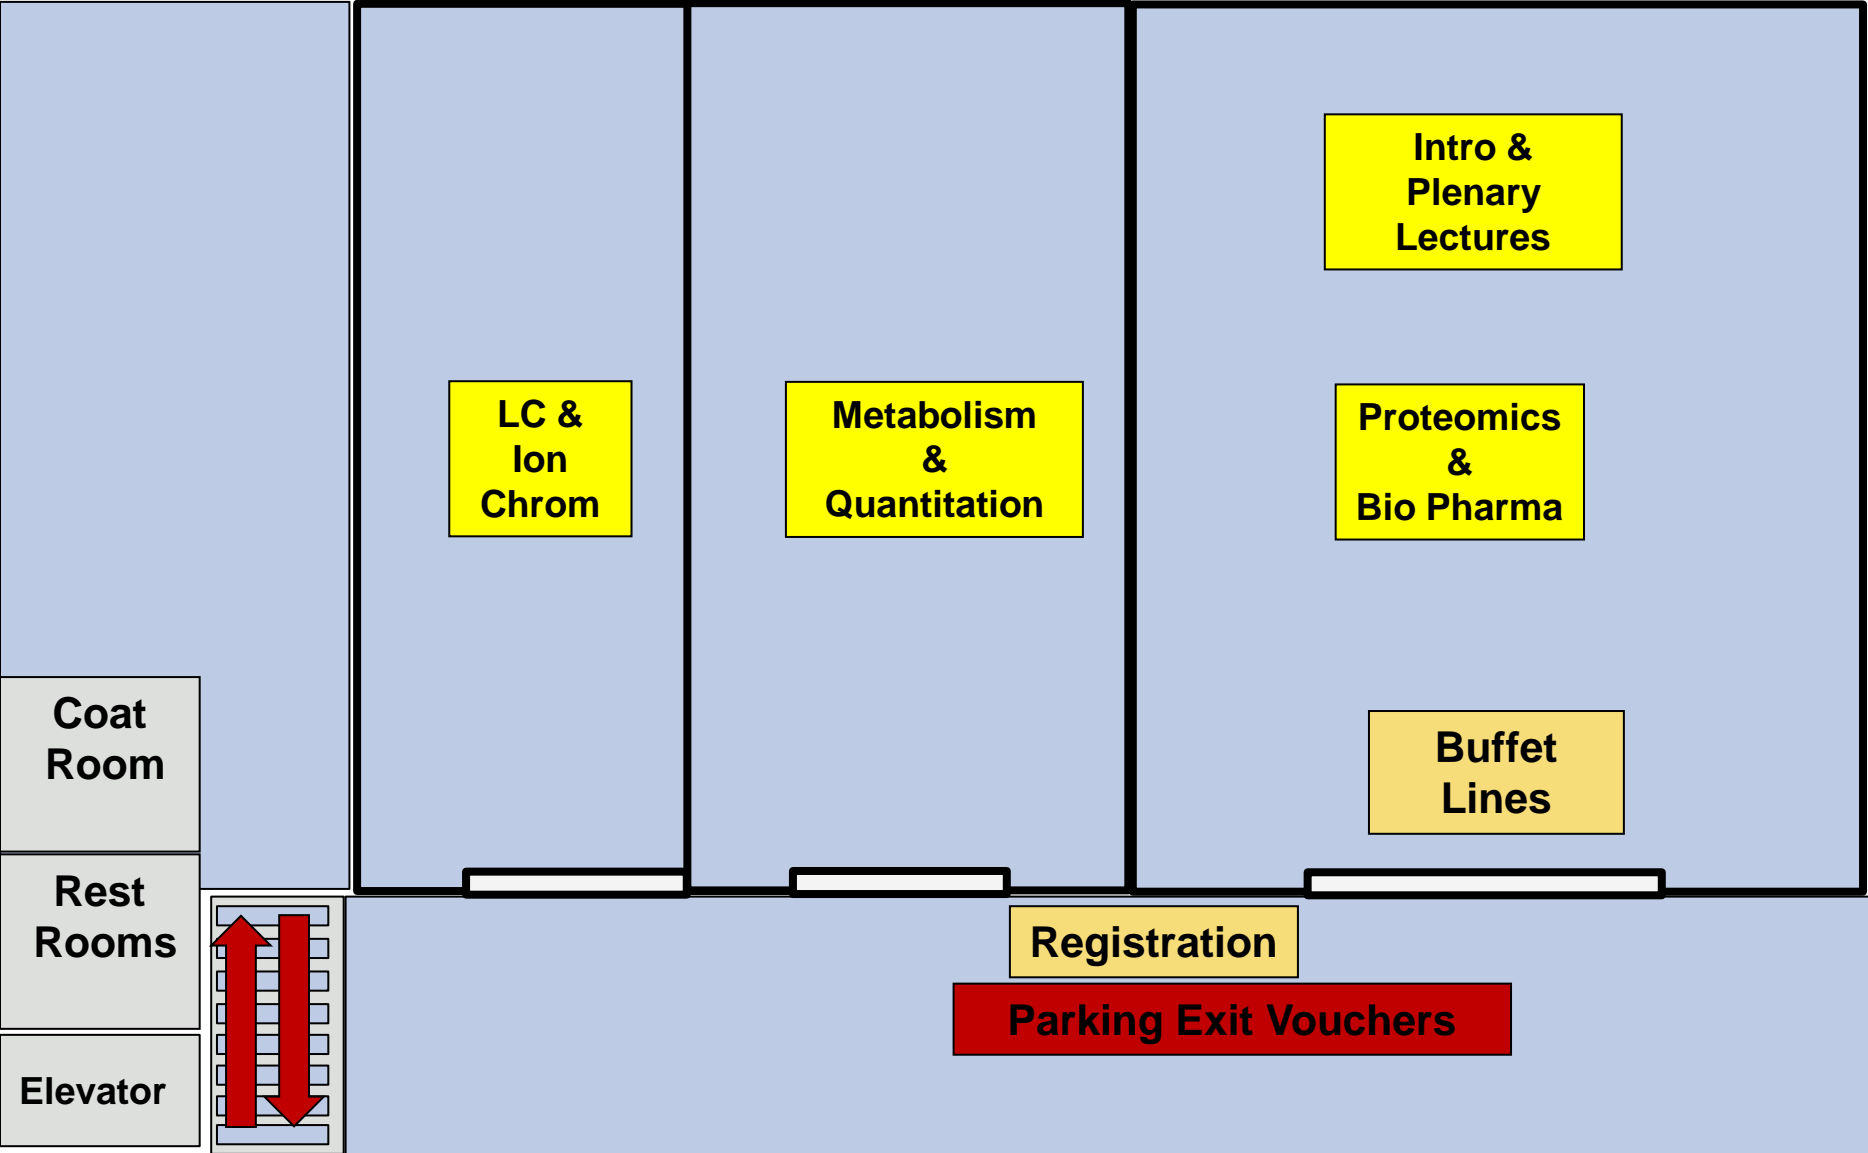 Intro &
Plenary
Lectures
LC &
Ion
Chrom
Metabolism
&
Quantitation
Proteomics
&
Bio Pharma
Coat
Room
Buffet
Lines
Rest
Rooms
Registration
Parking Exit Vouchers
Elevator